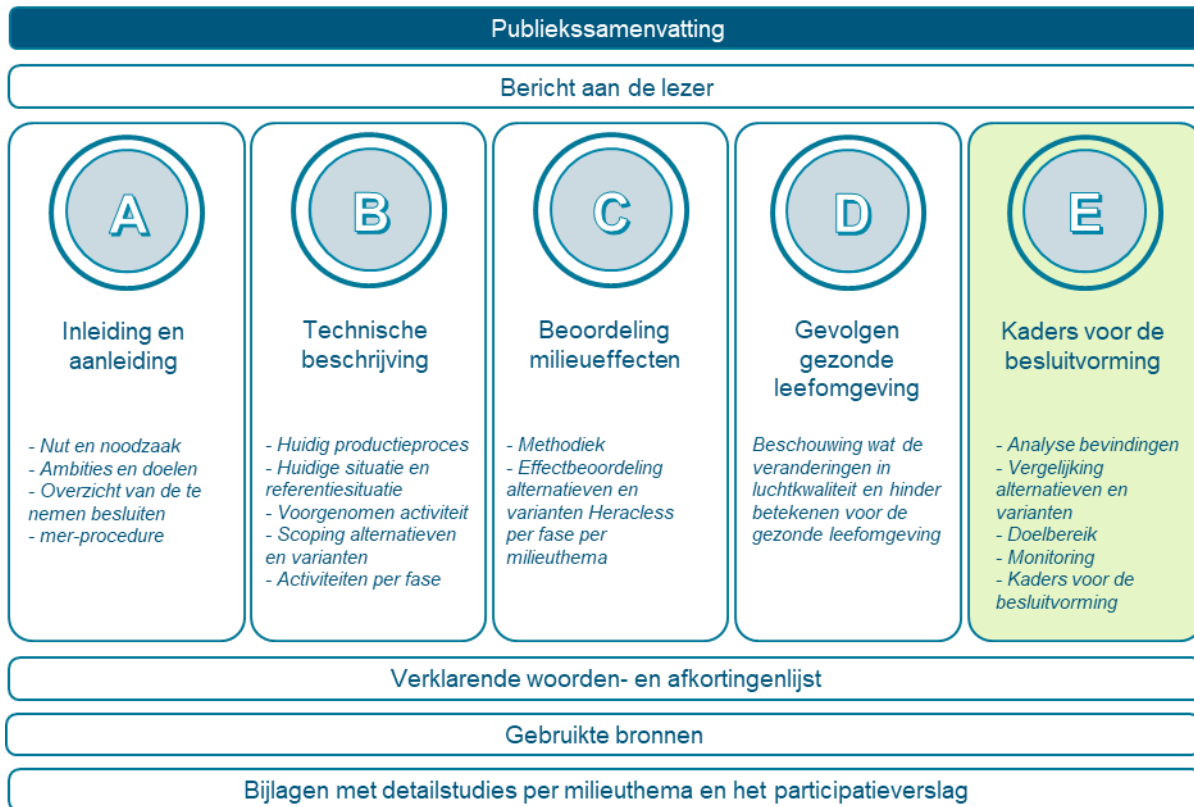 Publiekssamenvatting
Bericht aan de lezer
A
Inleiding en
aanleiding
- Nut en noodzaak
- Ambities en doelen
- Overzicht van de te
nemen besluiten
- mer-procedure
B
Technische
beschrijving
- Huidig productieproces
- Huidige situatie en
referentiesituatie
- Voorgenomen activiteit
- Scoping alternatieven
en varianten
- Activiteiten per fase
C
Beoordeling
milieueffecten
- Methodiek
- Effectbeoordeling
alternatieven en
varianten Heracless
per fase per
milieuthema
D
Gevolgen
gezonde
leefomgeving
Beschouwing wat de
veranderingen in
luchtkwaliteit en hinder
betekenen voor de
gezonde leefomgeving
E
Kaders voor de
besluitvorming
- Analyse bevindingen
- Vergelijking
alternatieven en
varianten
- Doelbereik
- Monitoring
- Kaders voor de
besluitvorming
Verklarende woorden- en afkortingenlijst
Gebruikte bronnen
Bijlagen met detailstudies per milieuthema en het participatieverslag